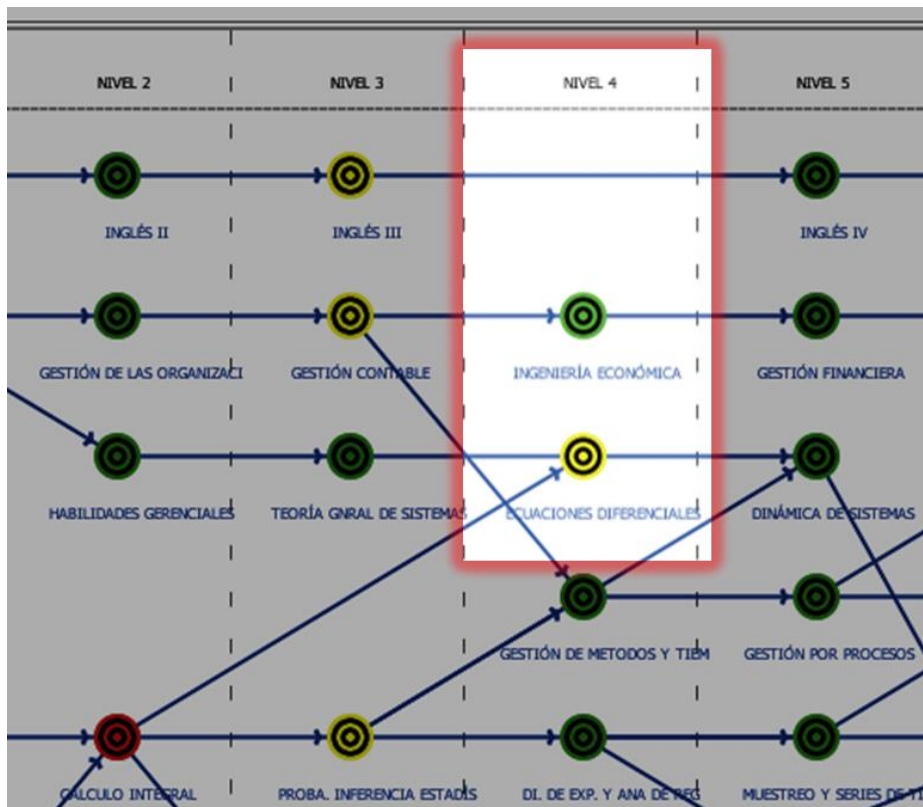 NIVEL 2 NIVEL 3 NIVEL 4 NIVEL 5
INGLÉS II INGLÉS III INGLÉS IV
GESTIÓN DE LAS ORGANIZACI GESTIÓN CONTABLE INGENIERÍA ECONÓMICA GESTIÓN FINANCIERA
HABILIDADES GERENCIALES TEORÍA GNRAL DE SISTEMAS ECUACIONES DIFERENCIALES DINÁMICA DE SISTEMAS
GESTIÓN DE METODOS Y TIEM GESTIÓN POR PROCESOS
CALCULO INTEGRAL PROBA. INFERENCIA ESTADIS DI. DE EXP. Y ANA DE REG MUESTREO Y SERIES DE